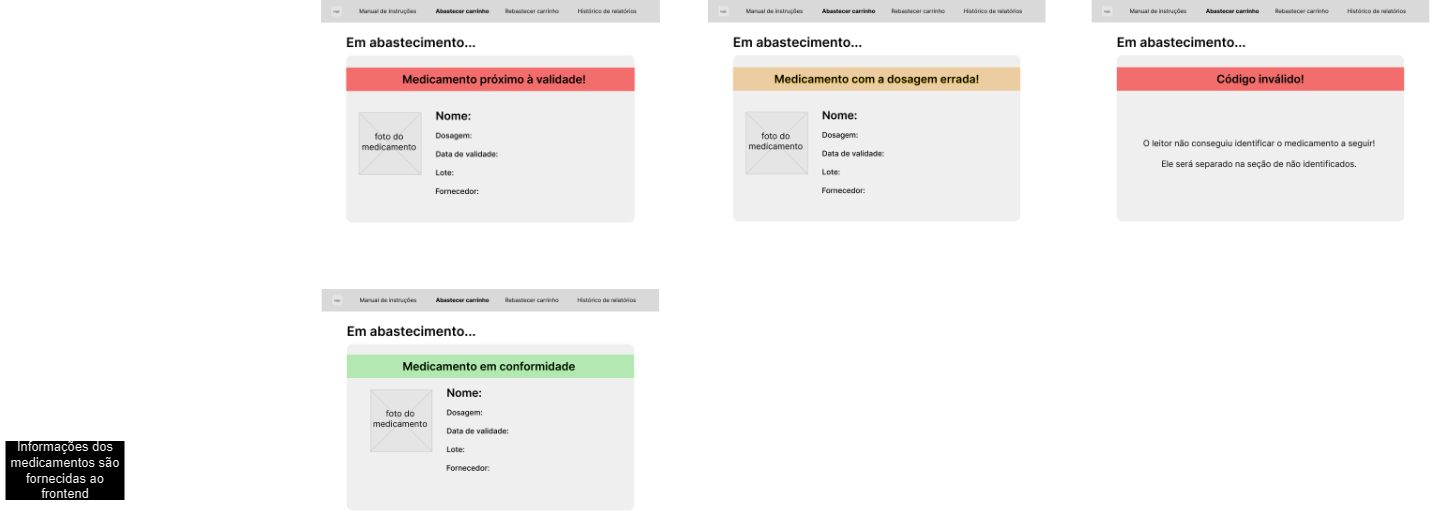 Manual de instruções
Abastecer carrinho
Rebastecer carrinho
Histórico de relatórios
Em abastecimento...
Medicamento próximo à validade!
foto do
medicamento
Nome:
Dosagem:
Data de validade:
Lote:
Fornecedor:
Manual de instruções
Abastecer carrinho
Rebastecer carrinho
Histórico de relatórios
Em abastecimento...
Medicamento com a dosagem errada!
foto do
medicamento
Nome:
Dosagem:
Data de validade:
Lote:
Fornecedor:
Manual de instruções
Abastecer carrinho
Rebastecer carrinho
Histórico de relatórios
Em abastecimento...
Código inválido!
O leitor não conseguiu identificar o medicamento a seguir!
Ele será separado na seção de não identificados.
Manual de instruções
Abastecer carrinho
Rebastecer carrinho
Histórico de relatórios
Em abastecimento...
Medicamento em conformidade
foto do
medicamento
Nome:
Dosagem:
Data de validade:
Lote:
Fornecedor:
Informações dos
medicamentos são
fornecidas ao
frontend